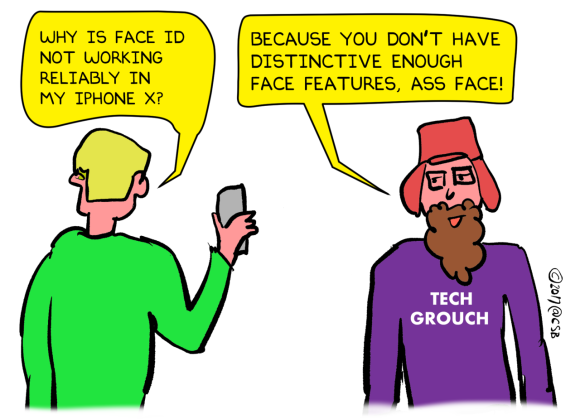 WHY IS FACE ID
NOT WORKING
RELIABLY IN
MY IPHONE X?
BECAUSE YOU DON'T HAVE
DISTINCTIVE ENOUGH
FACE FEATURES, ASS FACE!
TECH
GROUCH
©2017@CSB